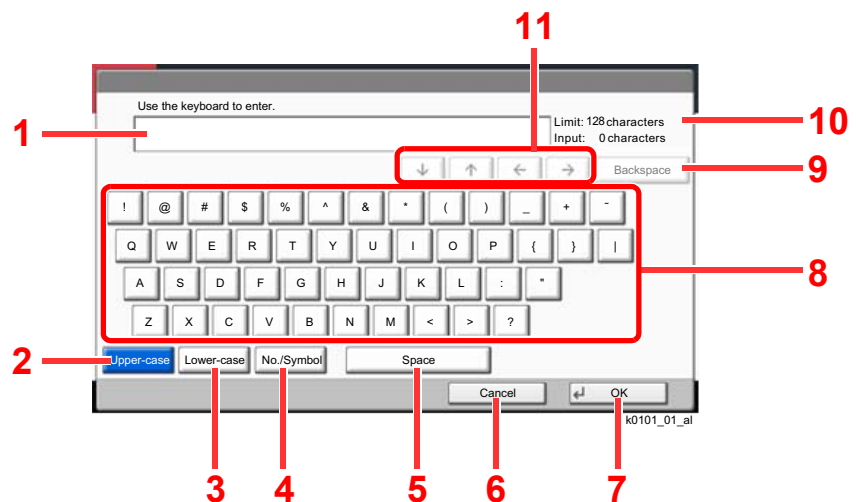 11
Use the keyboard to enter.
1
Limit: 128 characters
10
Input: 0 characters
↓ ↑ ← → Backspace
9
! @ # $ % ^ & * ( ) _ + ~
Q W E R T Y U I O P { } |
8
A S D F G H J K L : "
Z X C V B N M < > ?
2
Upper-case Lower-case No./Symbol Space
Cancel OK
k0101_01_al
3 4 5 6 7